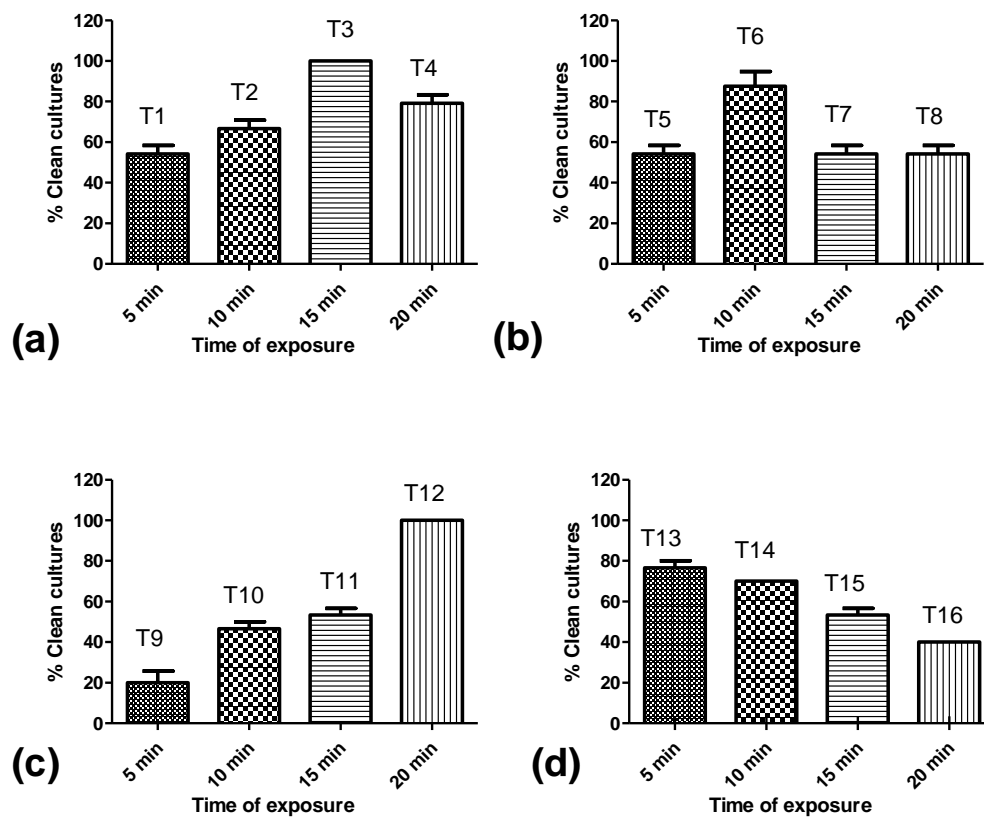 120
100
80
60
40
20
0
% Clean cultures
T1
T2
T3
T4
5 min
10 min
15 min
20 min
Time of exposure
(a)
120
100
80
60
40
20
0
% Clean cultures
T5
T6
T7
T8
5 min
10 min
15 min
20 min
Time of exposure
(b)
120
100
80
60
40
20
0
% Clean cultures
T9
T10
T11
T12
5 min
10 min
15 min
20 min
Time of exposure
(c)
120
100
80
60
40
20
0
% Clean cultures
T13
T14
T15
T16
5 min
10 min
15 min
20 min
Time of exposure
(d)